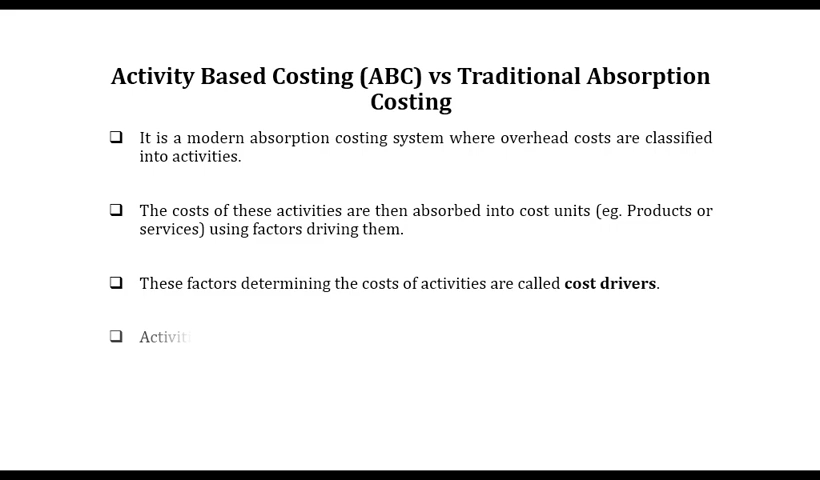 Activity Based Costing (ABC) vs Traditional Absorption
Costing
It is a modern absorption costing system where overhead costs are classified
into activities.
The costs of these activities are then absorbed into cost units (eg. Products or
services) using factors driving them.
These factors determining the costs of activities are called cost drivers.